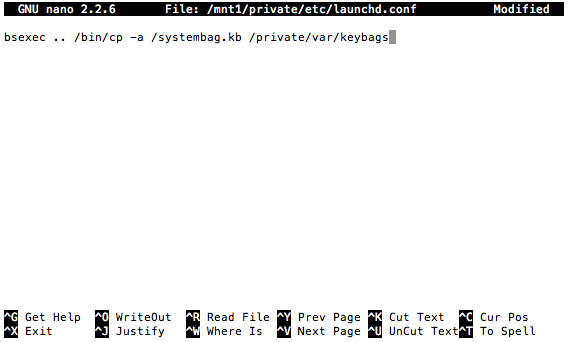 GNU nano 2.2.6 File: /mnt1/private/etc/launchd.conf Modified
bsexec .. /bin/cp -a /systembag.kb /private/var/keybags
^G Get Help ^O WriteOut ^R Read File ^Y Prev Page ^K Cut Text ^C Cur Pos
^X Exit ^J Justify ^W Where Is ^V Next Page ^U UnCut Text ^T To Spell